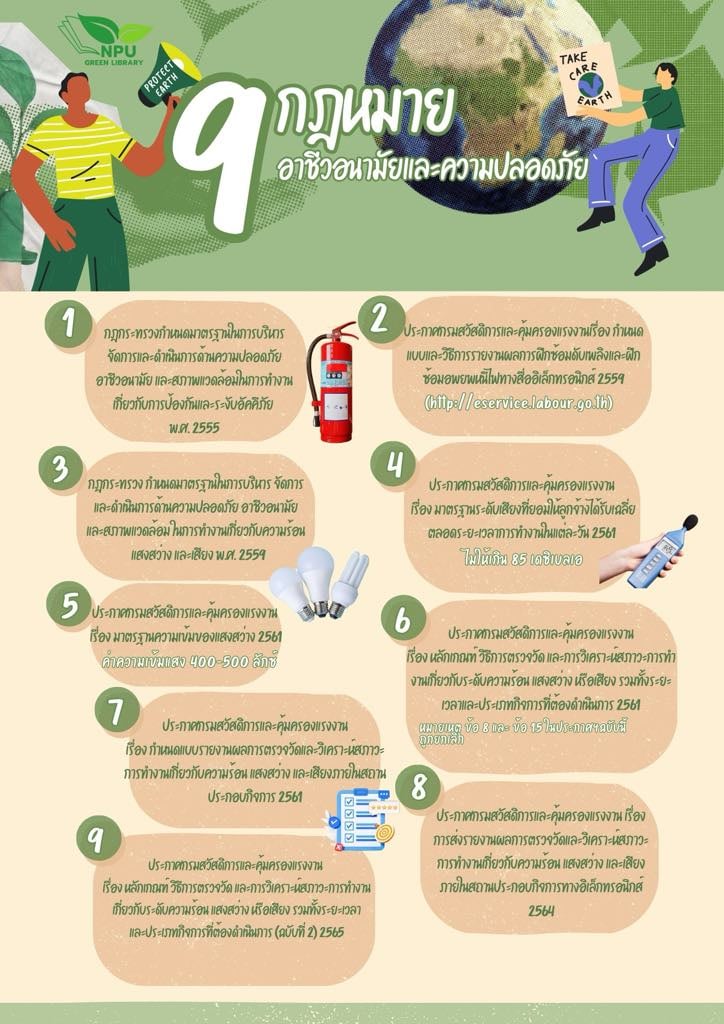 NPU
GREEN LIBRARY
PROTECT
EARTH
TAKE
CARE
EARTH
9 กฎหมาย
อาชีวอนามัยและความปลอดภัย
1
กฎกระทรวงกำหนดมาตรฐานในการบริหาร
จัดการและดำเนินการด้านความปลอดภัย
อาชีวอนามัย และสภาพแวดล้อมในการทำงาน
เกี่ยวกับการป้องกันและระงับอัคคีภัย
พ.ศ. 2555
2
ประกาศกรมสวัสดิการและคุ้มครองแรงงานเรื่อง กำหนด
แบบและวิธีการรายงานผลการฝึกซ้อมดับเพลิงและฝึก
ซ้อมอพยพหนีไฟทางสื่ออิเล็กทรอนิกส์ 2559
(http://eservice.labour.go.th)
3
กฎกระทรวง กำหนดมาตรฐานในการบริหาร จัดการ
และดำเนินการด้านความปลอดภัย อาชีวอนามัย
และสภาพแวดล้อม ในการทำงานเกี่ยวกับความร้อน
แสงสว่าง และเสียง พ.ศ. 2559
4
ประกาศกรมสวัสดิการและคุ้มครองแรงงาน
เรื่อง มาตรฐานระดับเสียงที่ยอมให้ลูกจ้างได้รับเฉลี่ย
ตลอดระยะเวลาการทำงานในแต่ละวัน 2561
ไม่ให้เกิน 85 เดซิเบลเอ
5
ประกาศกรมสวัสดิการและคุ้มครองแรงงาน
เรื่อง มาตรฐานความเข้มของแสงสว่าง 2561
ค่าความเข้มแสง 400-500 ลักซ์
6
ประกาศกรมสวัสดิการและคุ้มครองแรงงาน
เรื่อง หลักเกณฑ์ วิธีการตรวจวัด และการวิเคราะห์สภาวะการทำ
งานเกี่ยวกับระดับความร้อน แสงสว่าง หรือเสียง รวมทั้งระยะ
เวลาและประเภทกิจการที่ต้องดำเนินการ 2561
หมายเหตุ ข้อ 8 และ ข้อ 15 ในประกาศฯฉบับนี้
ถูกยกเลิก
7
ประกาศกรมสวัสดิการและคุ้มครองแรงงาน
เรื่อง กำหนดแบบรายงานผลการตรวจวัดและวิเคราะห์สภาวะ
การทำงานเกี่ยวกับความร้อน แสงสว่าง และเสียงภายในสถาน
ประกอบกิจการ 2561
8
ประกาศกรมสวัสดิการและคุ้มครองแรงงาน เรื่อง
การส่งรายงานผลการตรวจวัดและวิเคราะห์สภาวะ
การทำงานเกี่ยวกับความร้อน แสงสว่าง และเสียง
ภายในสถานประกอบกิจการทางอิเล็กทรอนิกส์
2564
9
ประกาศกรมสวัสดิการและคุ้มครองแรงงาน
เรื่อง หลักเกณฑ์ วิธีการตรวจวัด และการวิเคราะห์สภาวะการทำงาน
เกี่ยวกับระดับความร้อน แสงสว่าง หรือเสียง รวมทั้งระยะเวลา
และประเภทกิจการที่ต้องดำเนินการ (ฉบับที่ 2) 2565